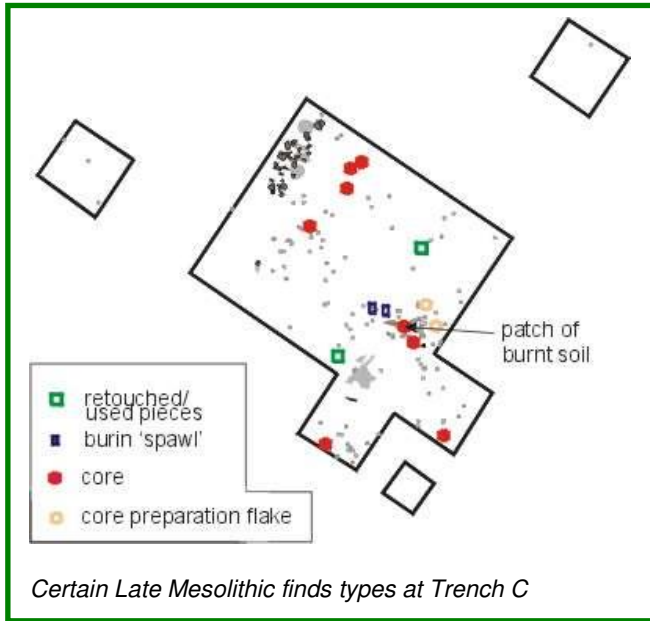 patch of
burnt soil
retouched/
used pieces
burin 'spawl'
core
core preparation flake
Certain Late Mesolithic finds types at Trench C